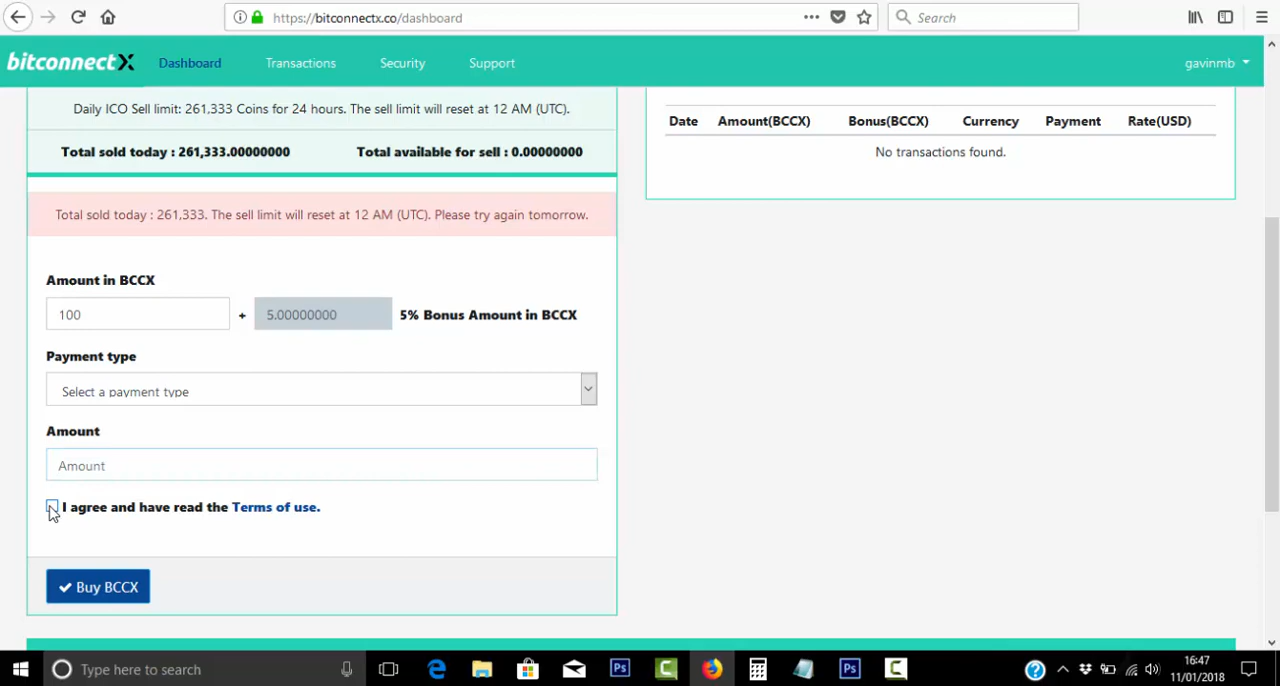 https://bitconnectx.co/dashboard
Search
bitconnectX
Dashboard
Transactions
Security
Support
gavinmb
Daily ICO Sell limit: 261,333 Coins for 24 hours. The sell limit will reset at 12 AM (UTC).
Total sold today : 261,333.00000000
Total available for sell : 0.00000000
Total sold today : 261,333. The sell limit will reset at 12 AM (UTC). Please try again tomorrow.
Amount in BCCX
100
+
5.00000000
5% Bonus Amount in BCCX
Payment type
Select a payment type
Amount
Amount
I agree and have read the Terms of use.
Buy BCCX
Date Amount(BCCX) Bonus(BCCX) Currency Payment Rate(USD)
No transactions found.
Type here to search
Ps
Ps
16:47
11/01/2018